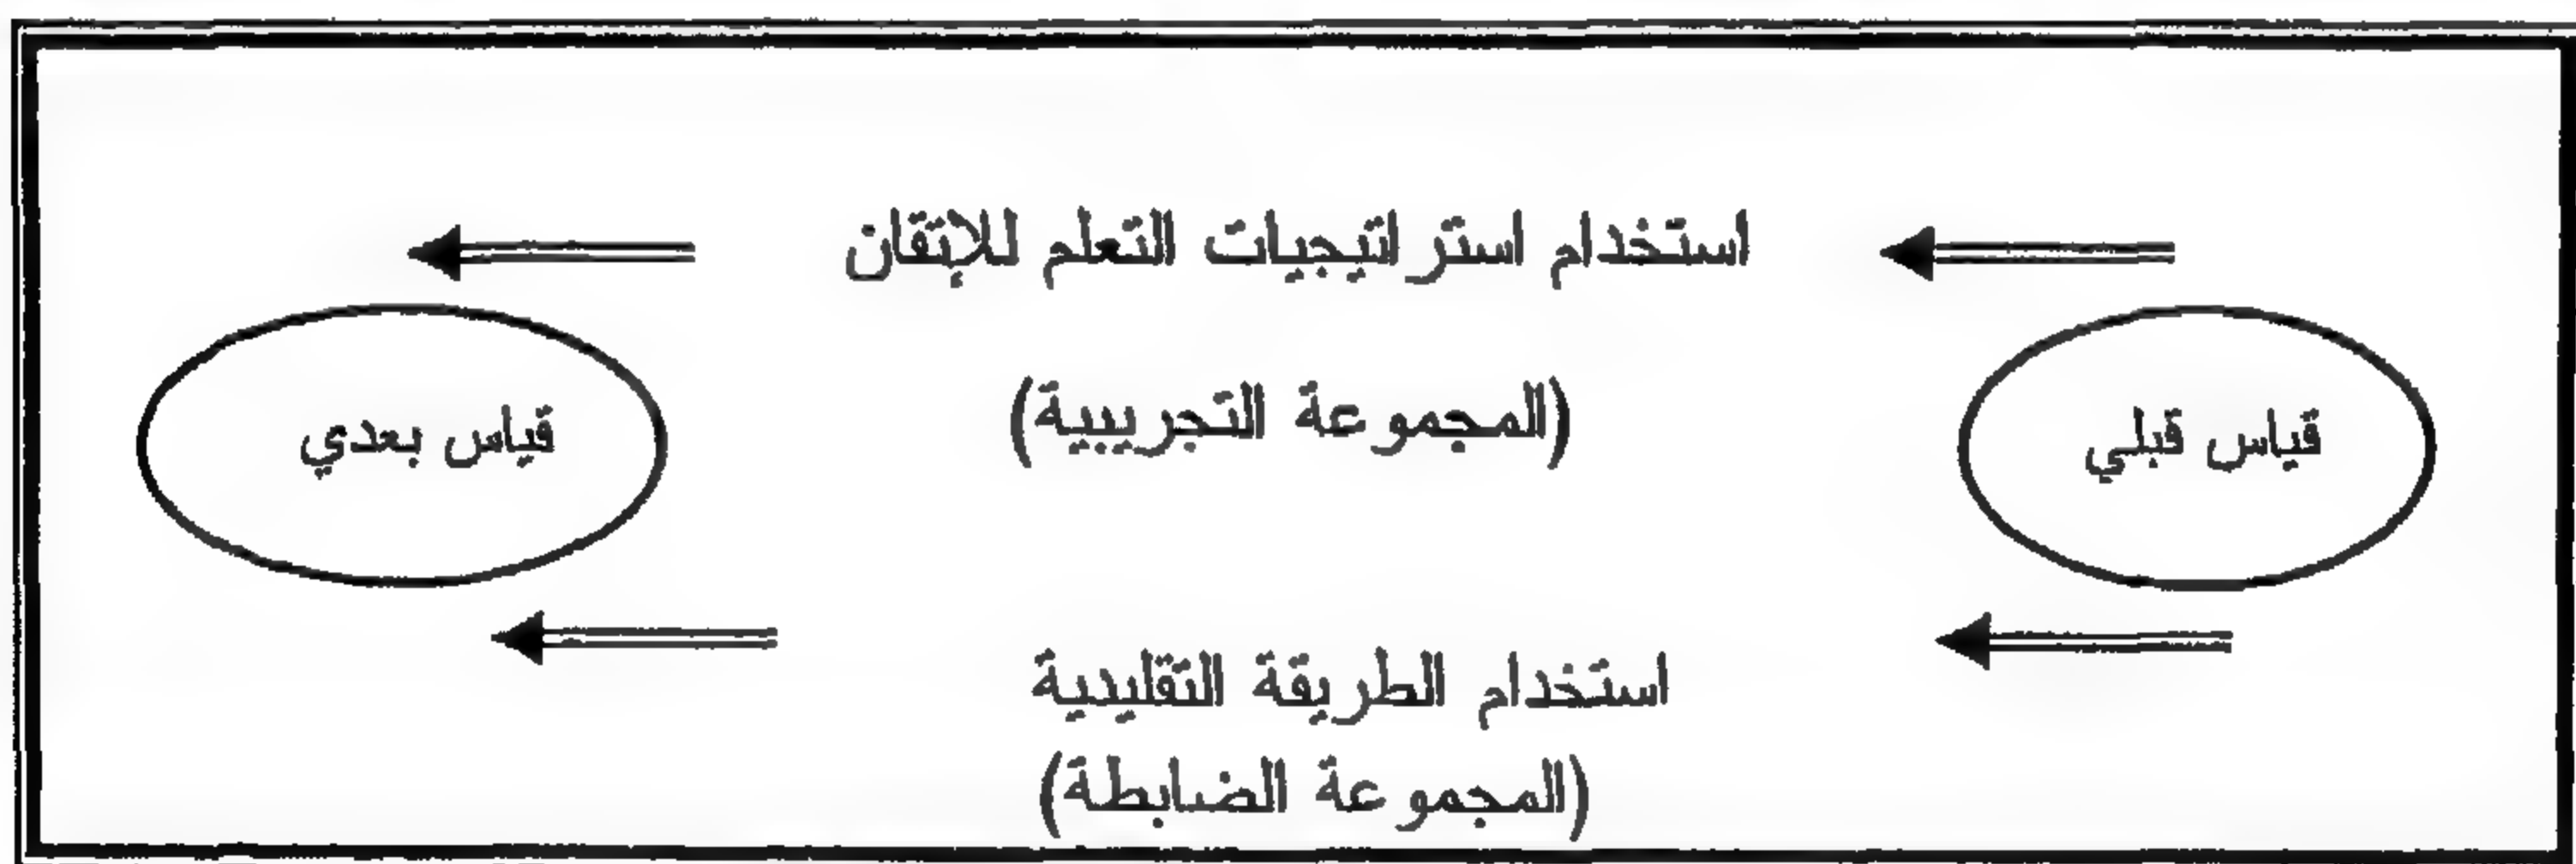 استخدام استراتيجيات التعلم للإتقان
(المجموعة التجريبية)
قياس قبلي
قياس بعدي
استخدام الطريقة التقليدية
(المجموعة الضابطة)